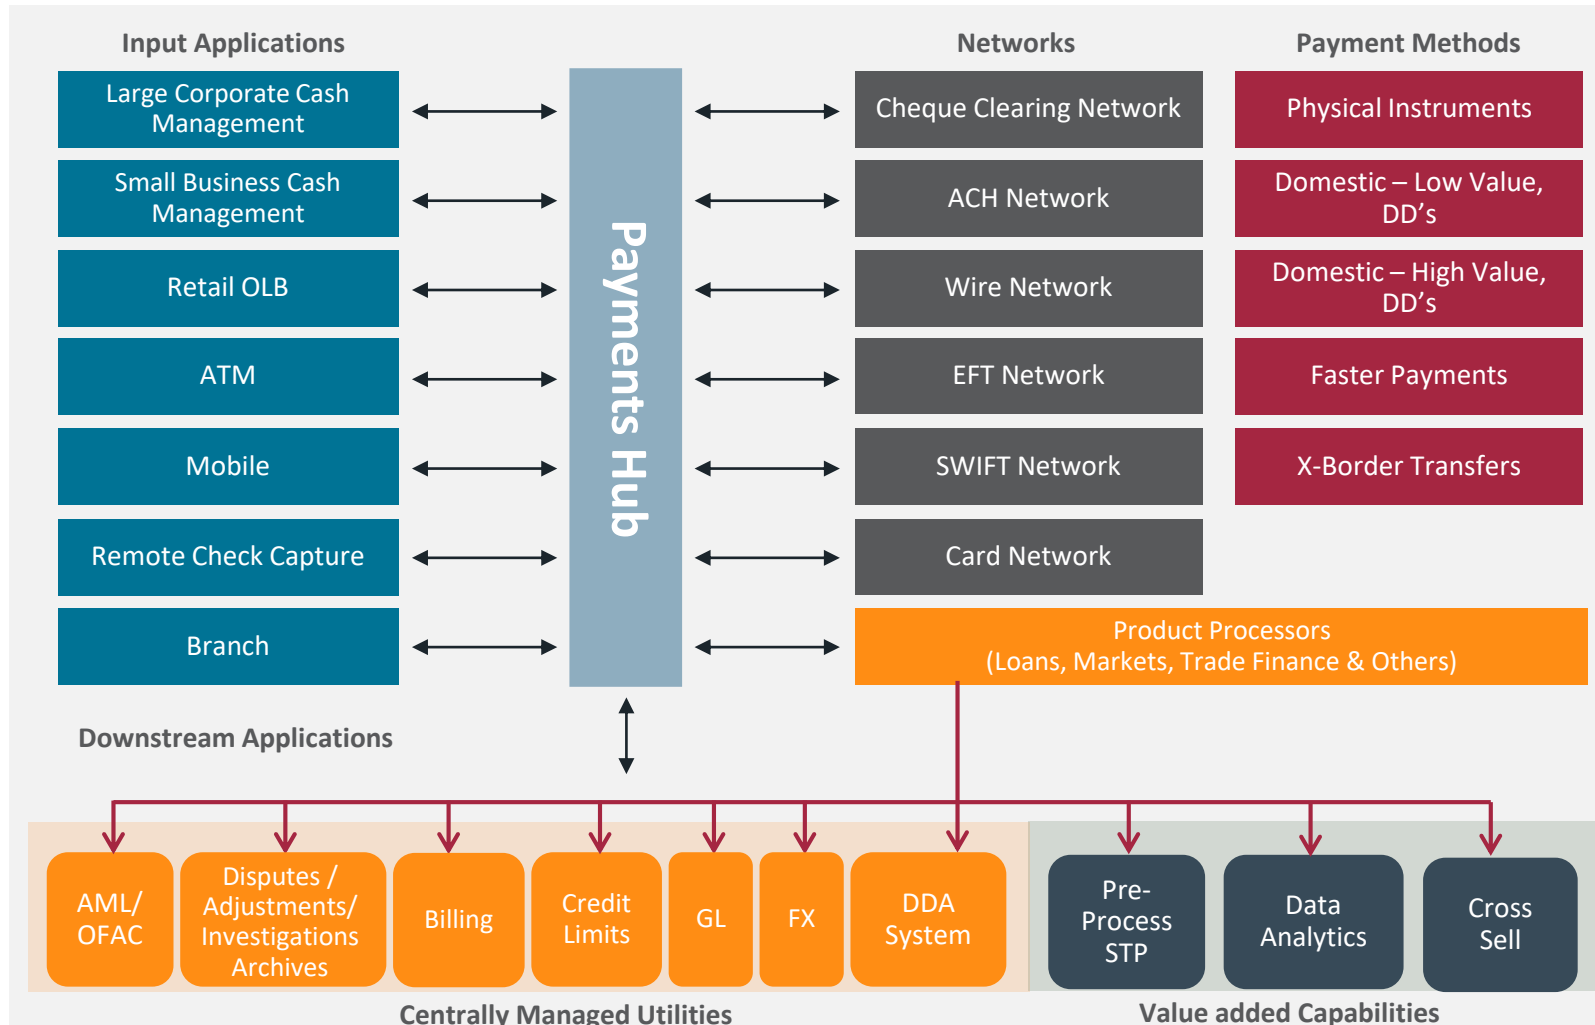 Input Applications
Networks
Payment Methods
Large Corporate Cash
Management
Small Business Cash
Management
Retail OLB
ATM
Mobile
Remote Check Capture
Branch
Payments Hub
Cheque Clearing Network
ACH Network
Wire Network
EFT Network
SWIFT Network
Card Network
Physical Instruments
Domestic – Low Value,
DD’s
Domestic – High Value,
DD’s
Faster Payments
X-Border Transfers
Product Processors
(Loans, Markets, Trade Finance & Others)
Downstream Applications
AML/
OFAC
Disputes /
Adjustments/
Investigations
Archives
Billing
Credit
Limits
GL
FX
DDA
System
Pre-
Process
STP
Data
Analytics
Cross
Sell
Centrally Managed Utilities
Value added Capabilities